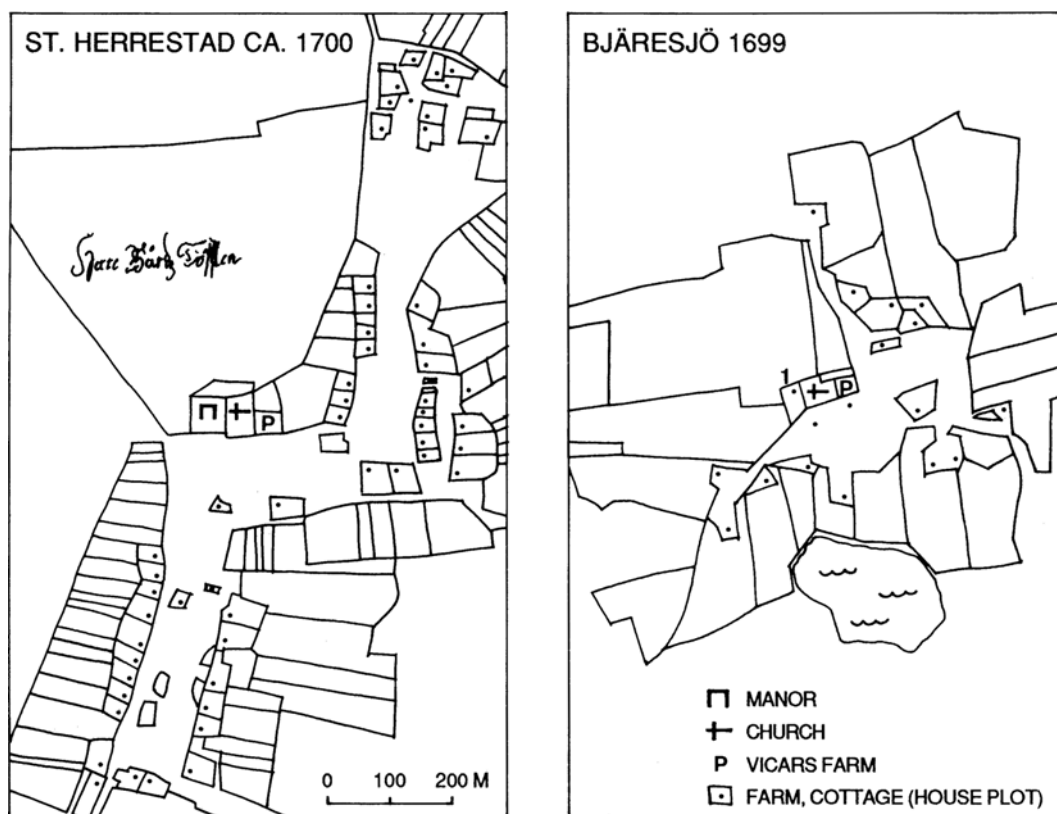 ST. HERRESTAD CA. 1700
P
0 100 200 M
BJÄRESJÖ 1699
1
P
MANOR
CHURCH
P VICARS FARM
FARM, COTTAGE (HOUSE PLOT)